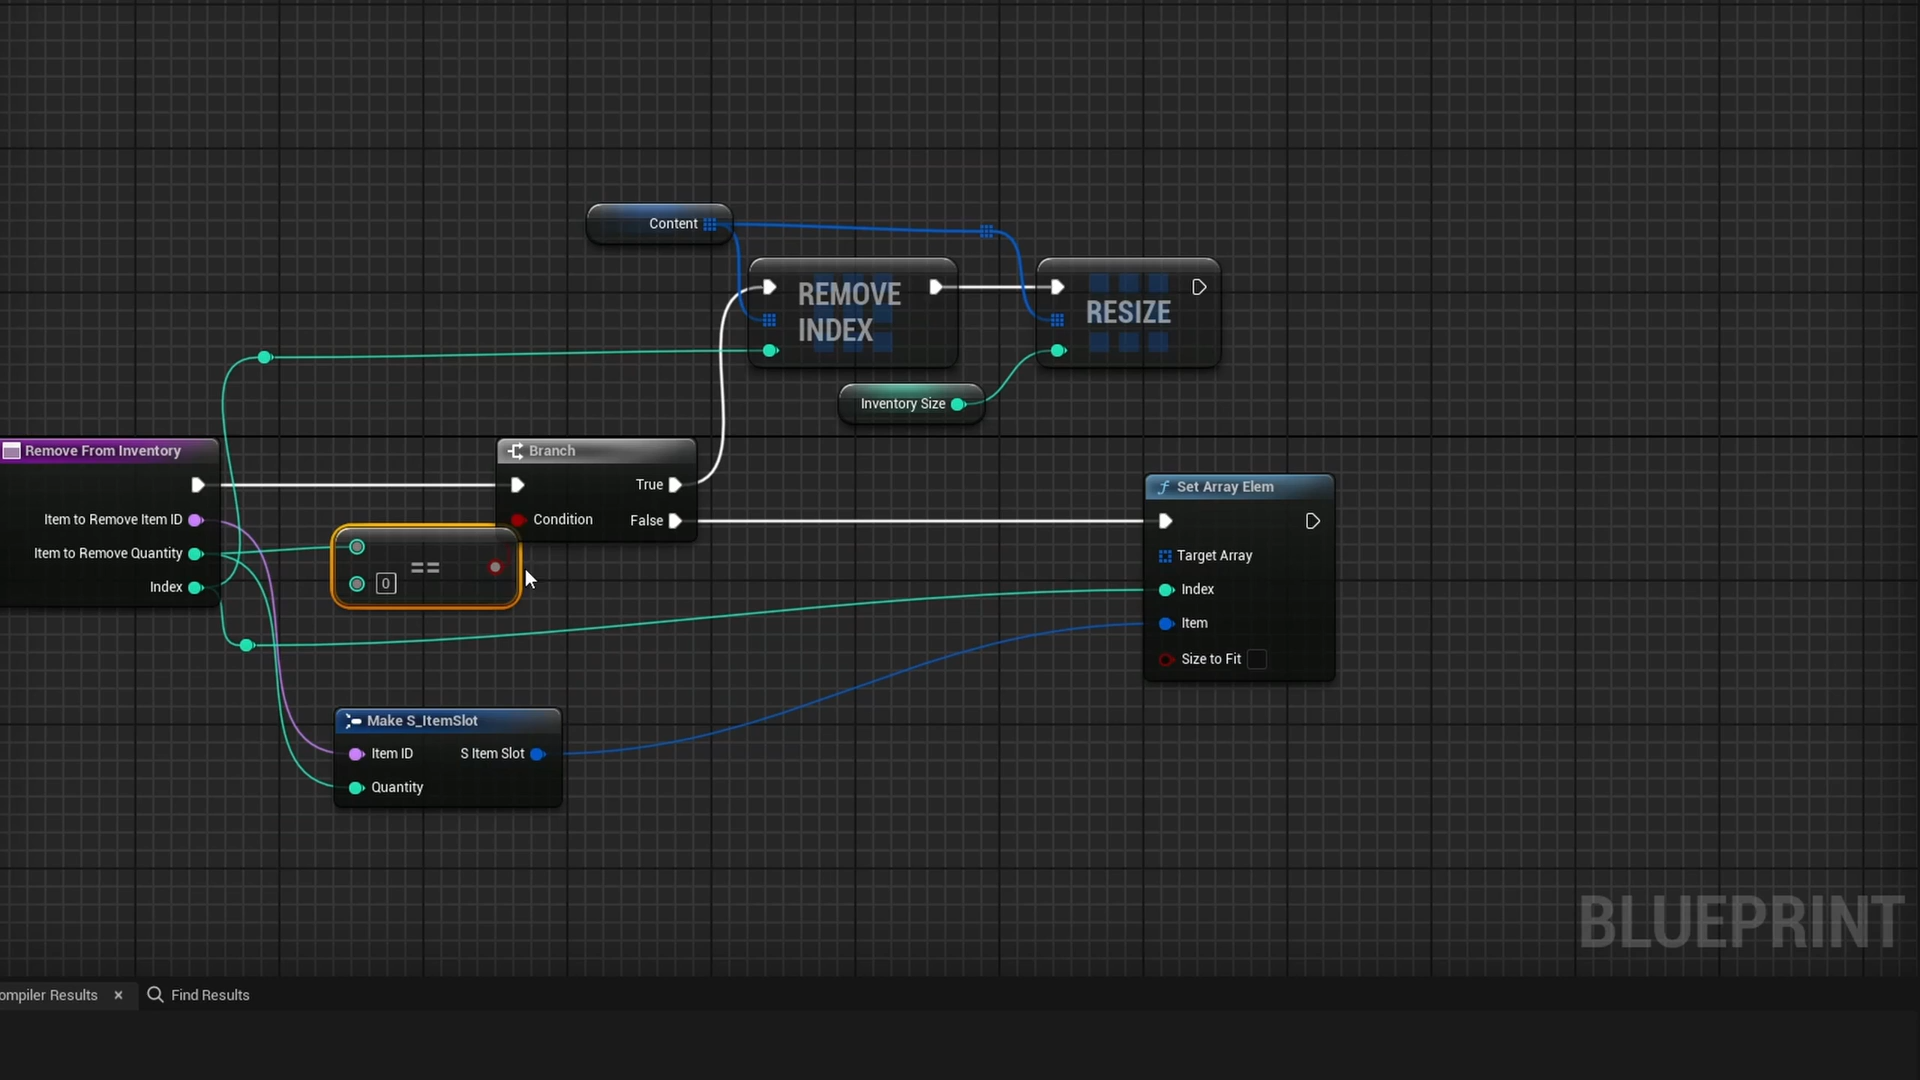 Content
REMOVE
INDEX
RESIZE
Inventory Size
Remove From Inventory
Item to Remove Item ID
Item to Remove Quantity
Index
Branch
True
Condition
False
==
0
Set Array Elem
Target Array
Index
Item
Size to Fit
Make S_ItemSlot
Item ID
S Item Slot
Quantity
BLUEPRINT
ompiler Results
Find Results